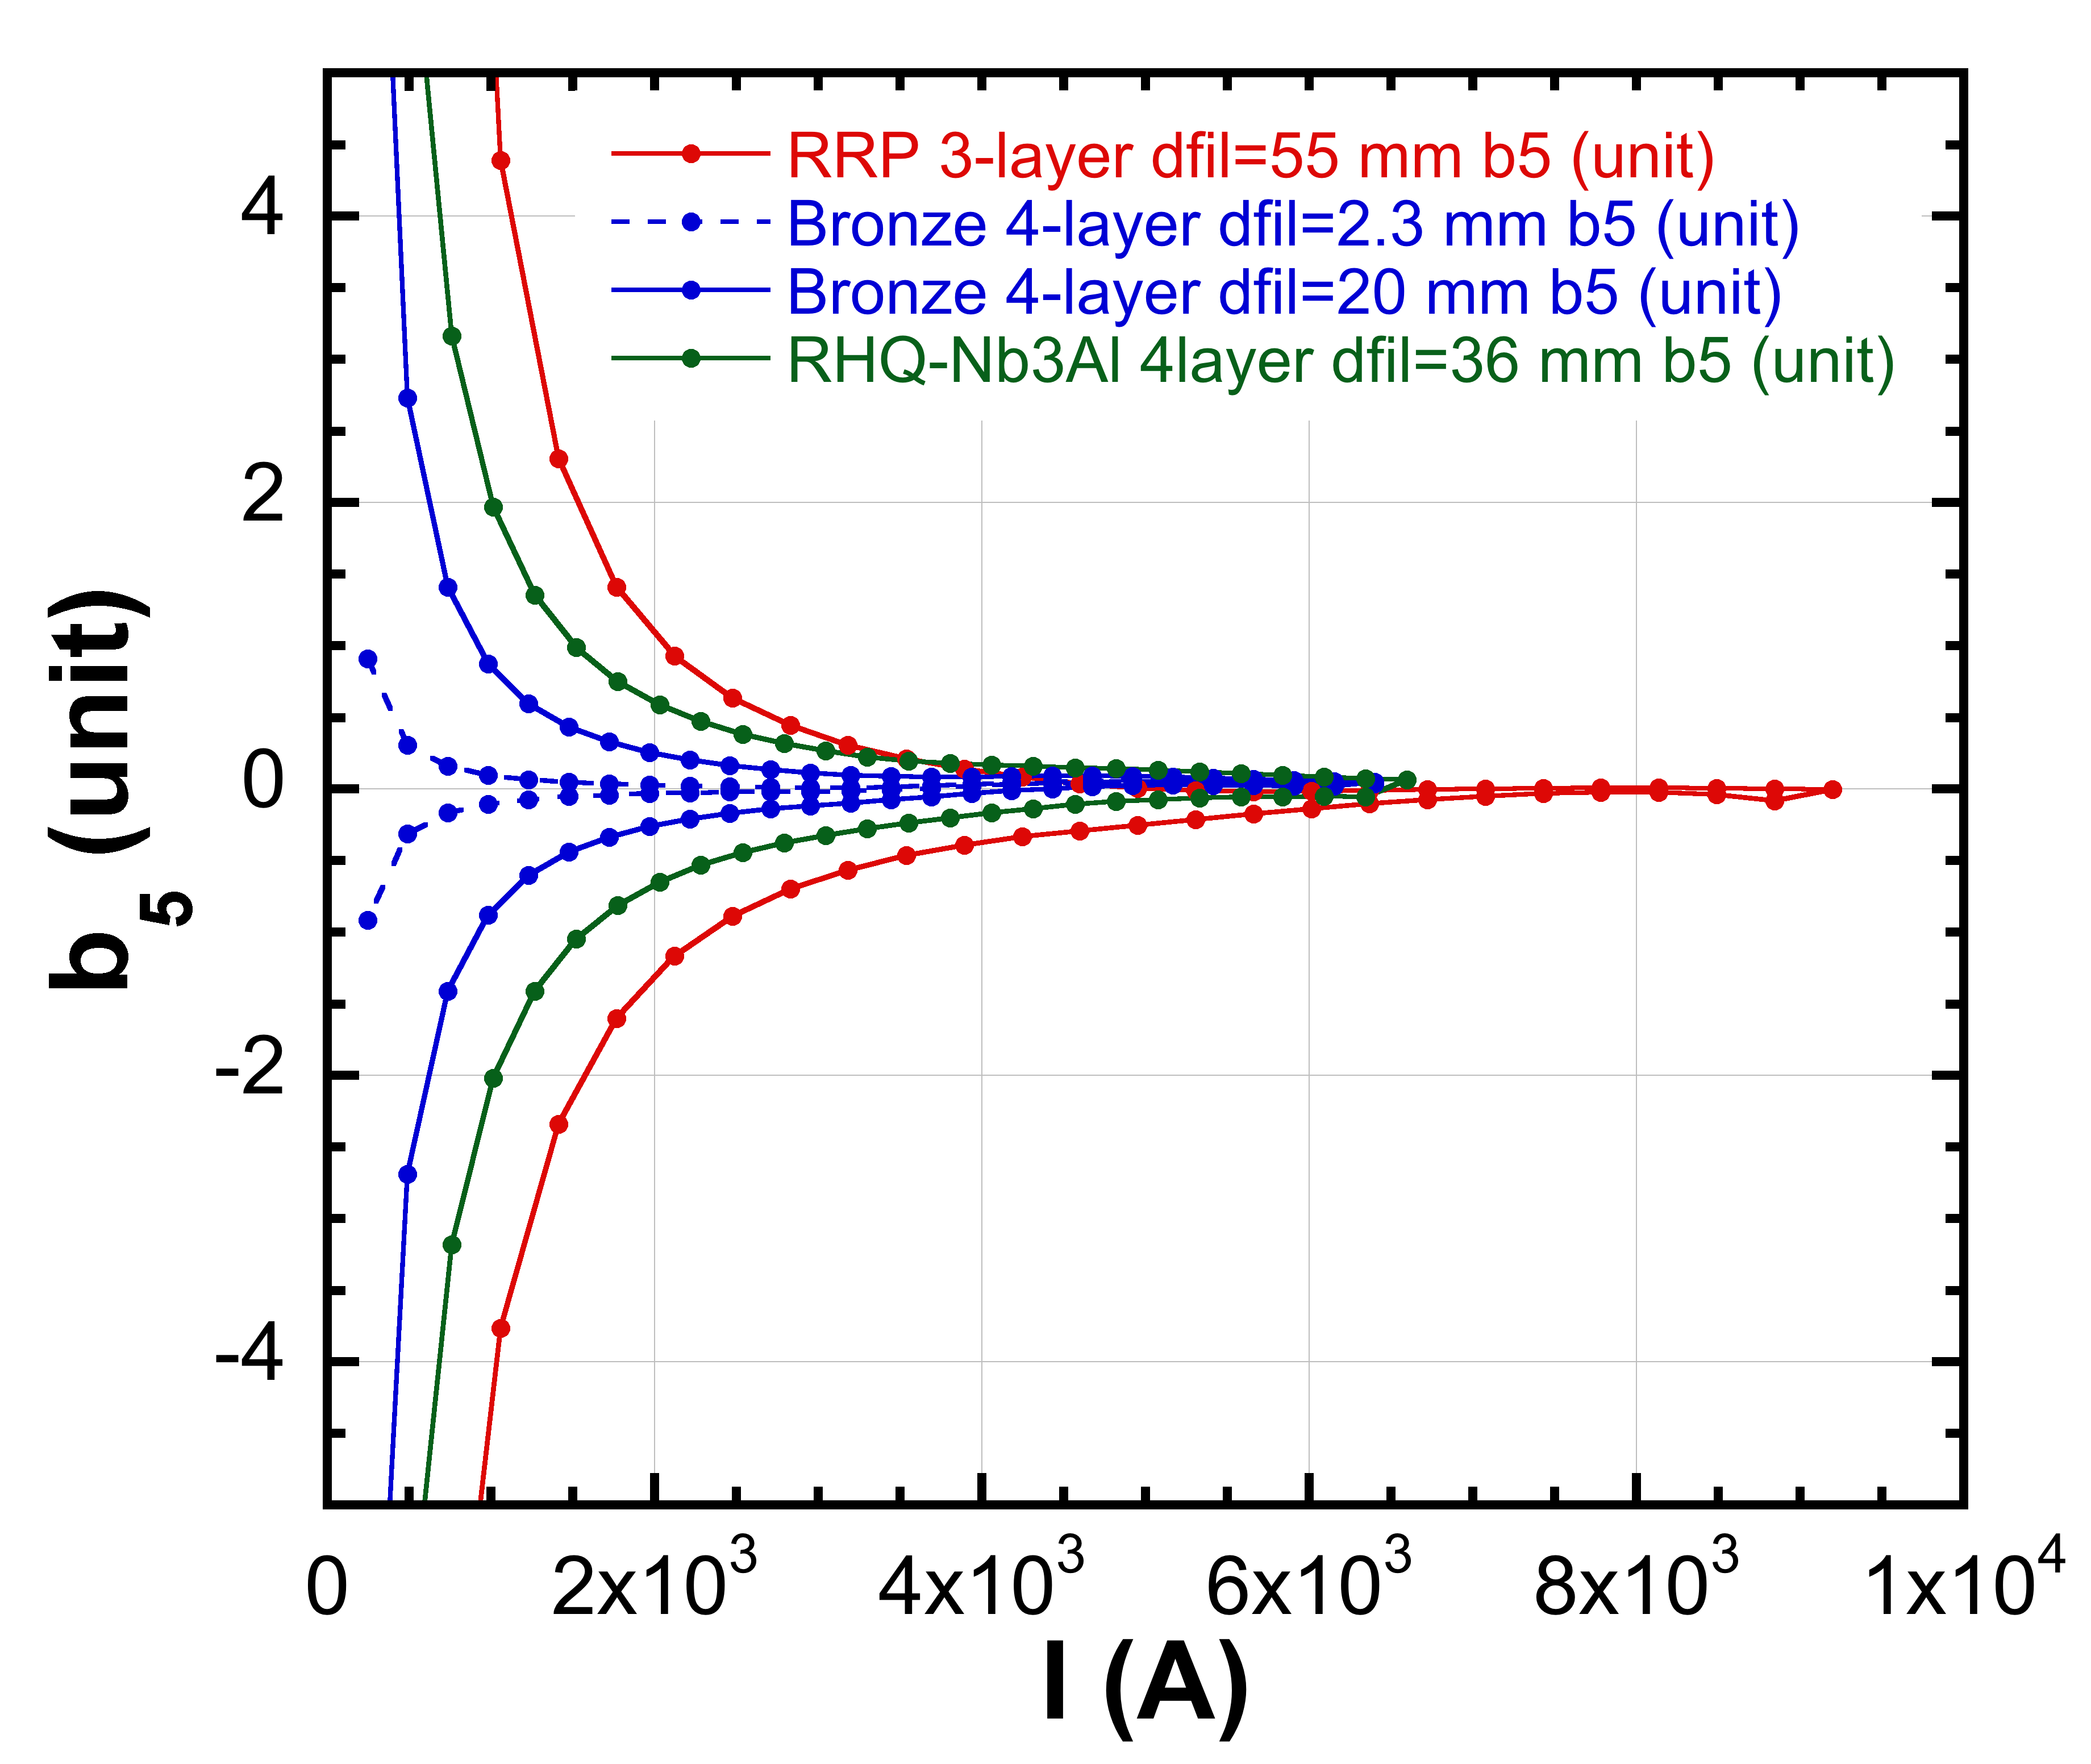 RRP 3-layer dfil=55 mm b5 (unit)
Bronze 4-layer dfil=2.3 mm b5 (unit)
Bronze 4-layer dfil=20 mm b5 (unit)
RHQ-Nb3Al 4layer dfil=36 mm b5 (unit)
4
2
0
-2
-4
b5 (unit)
0 2x10³ 4x10³ 6x10³ 8x10³ 1x10⁴
I (A)